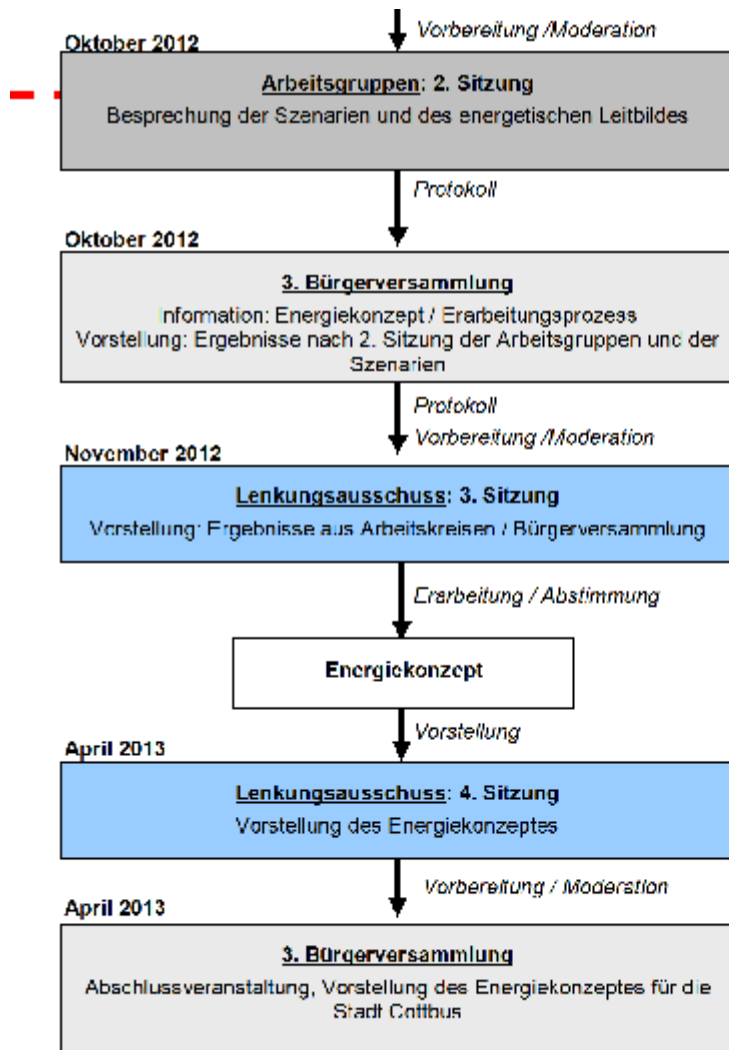 Vorbereitung /Moderation
Oktober 2012
Arbeitsgruppen: 2. Sitzung
Besprechung der Szenarien und des energetischen Leitbildes
Protokoll
Oktober 2012
3. Bürgerversammlung
Information: Energiekonzept / Erarbeitungsprozess
Vorstellung: Ergebnisse nach 2. Sitzung der Arbeitsgruppen und der
Szenarien
Protokoll
Vorbereitung /Moderation
November 2012
Lenkungsausschuss: 3. Sitzung
Vorstellung: Ergebnisse aus Arbeitskreisen / Bürgerversammlung
Erarbeitung / Abstimmung
Energiekonzept
Vorstellung
April 2013
Lenkungsausschuss: 4. Sitzung
Vorstellung des Energiekonzeptes
Vorbereitung / Moderation
April 2013
3. Bürgerversammlung
Abschlussveranstaltung, Vorstellung des Energiekonzeptes für die
Stadt Cottbus